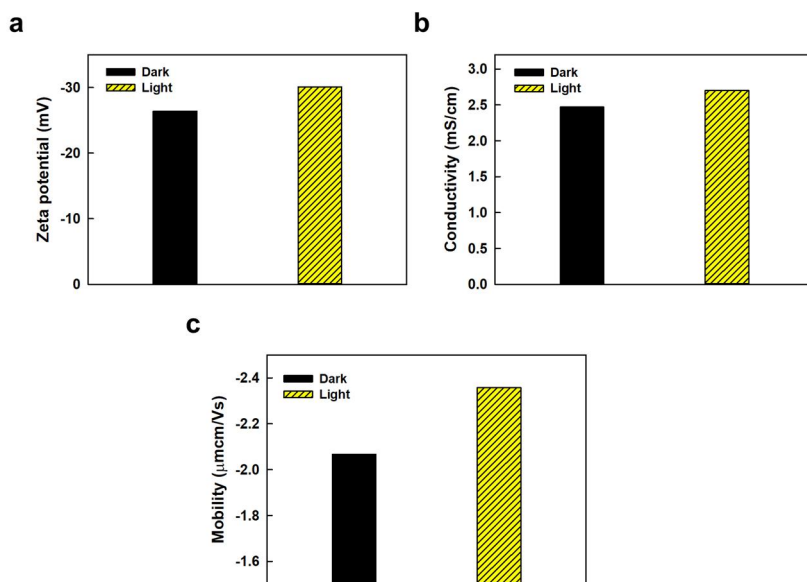 a
Zeta potential (mV)
-30
-20
-10
0
Dark
Light
b
Conductivity (mS/cm)
3.0
2.5
2.0
1.5
1.0
0.5
0.0
Dark
Light
c
Mobility (μmcm/Vs)
-2.4
-2.2
-2.0
-1.8
-1.6
Dark
Light